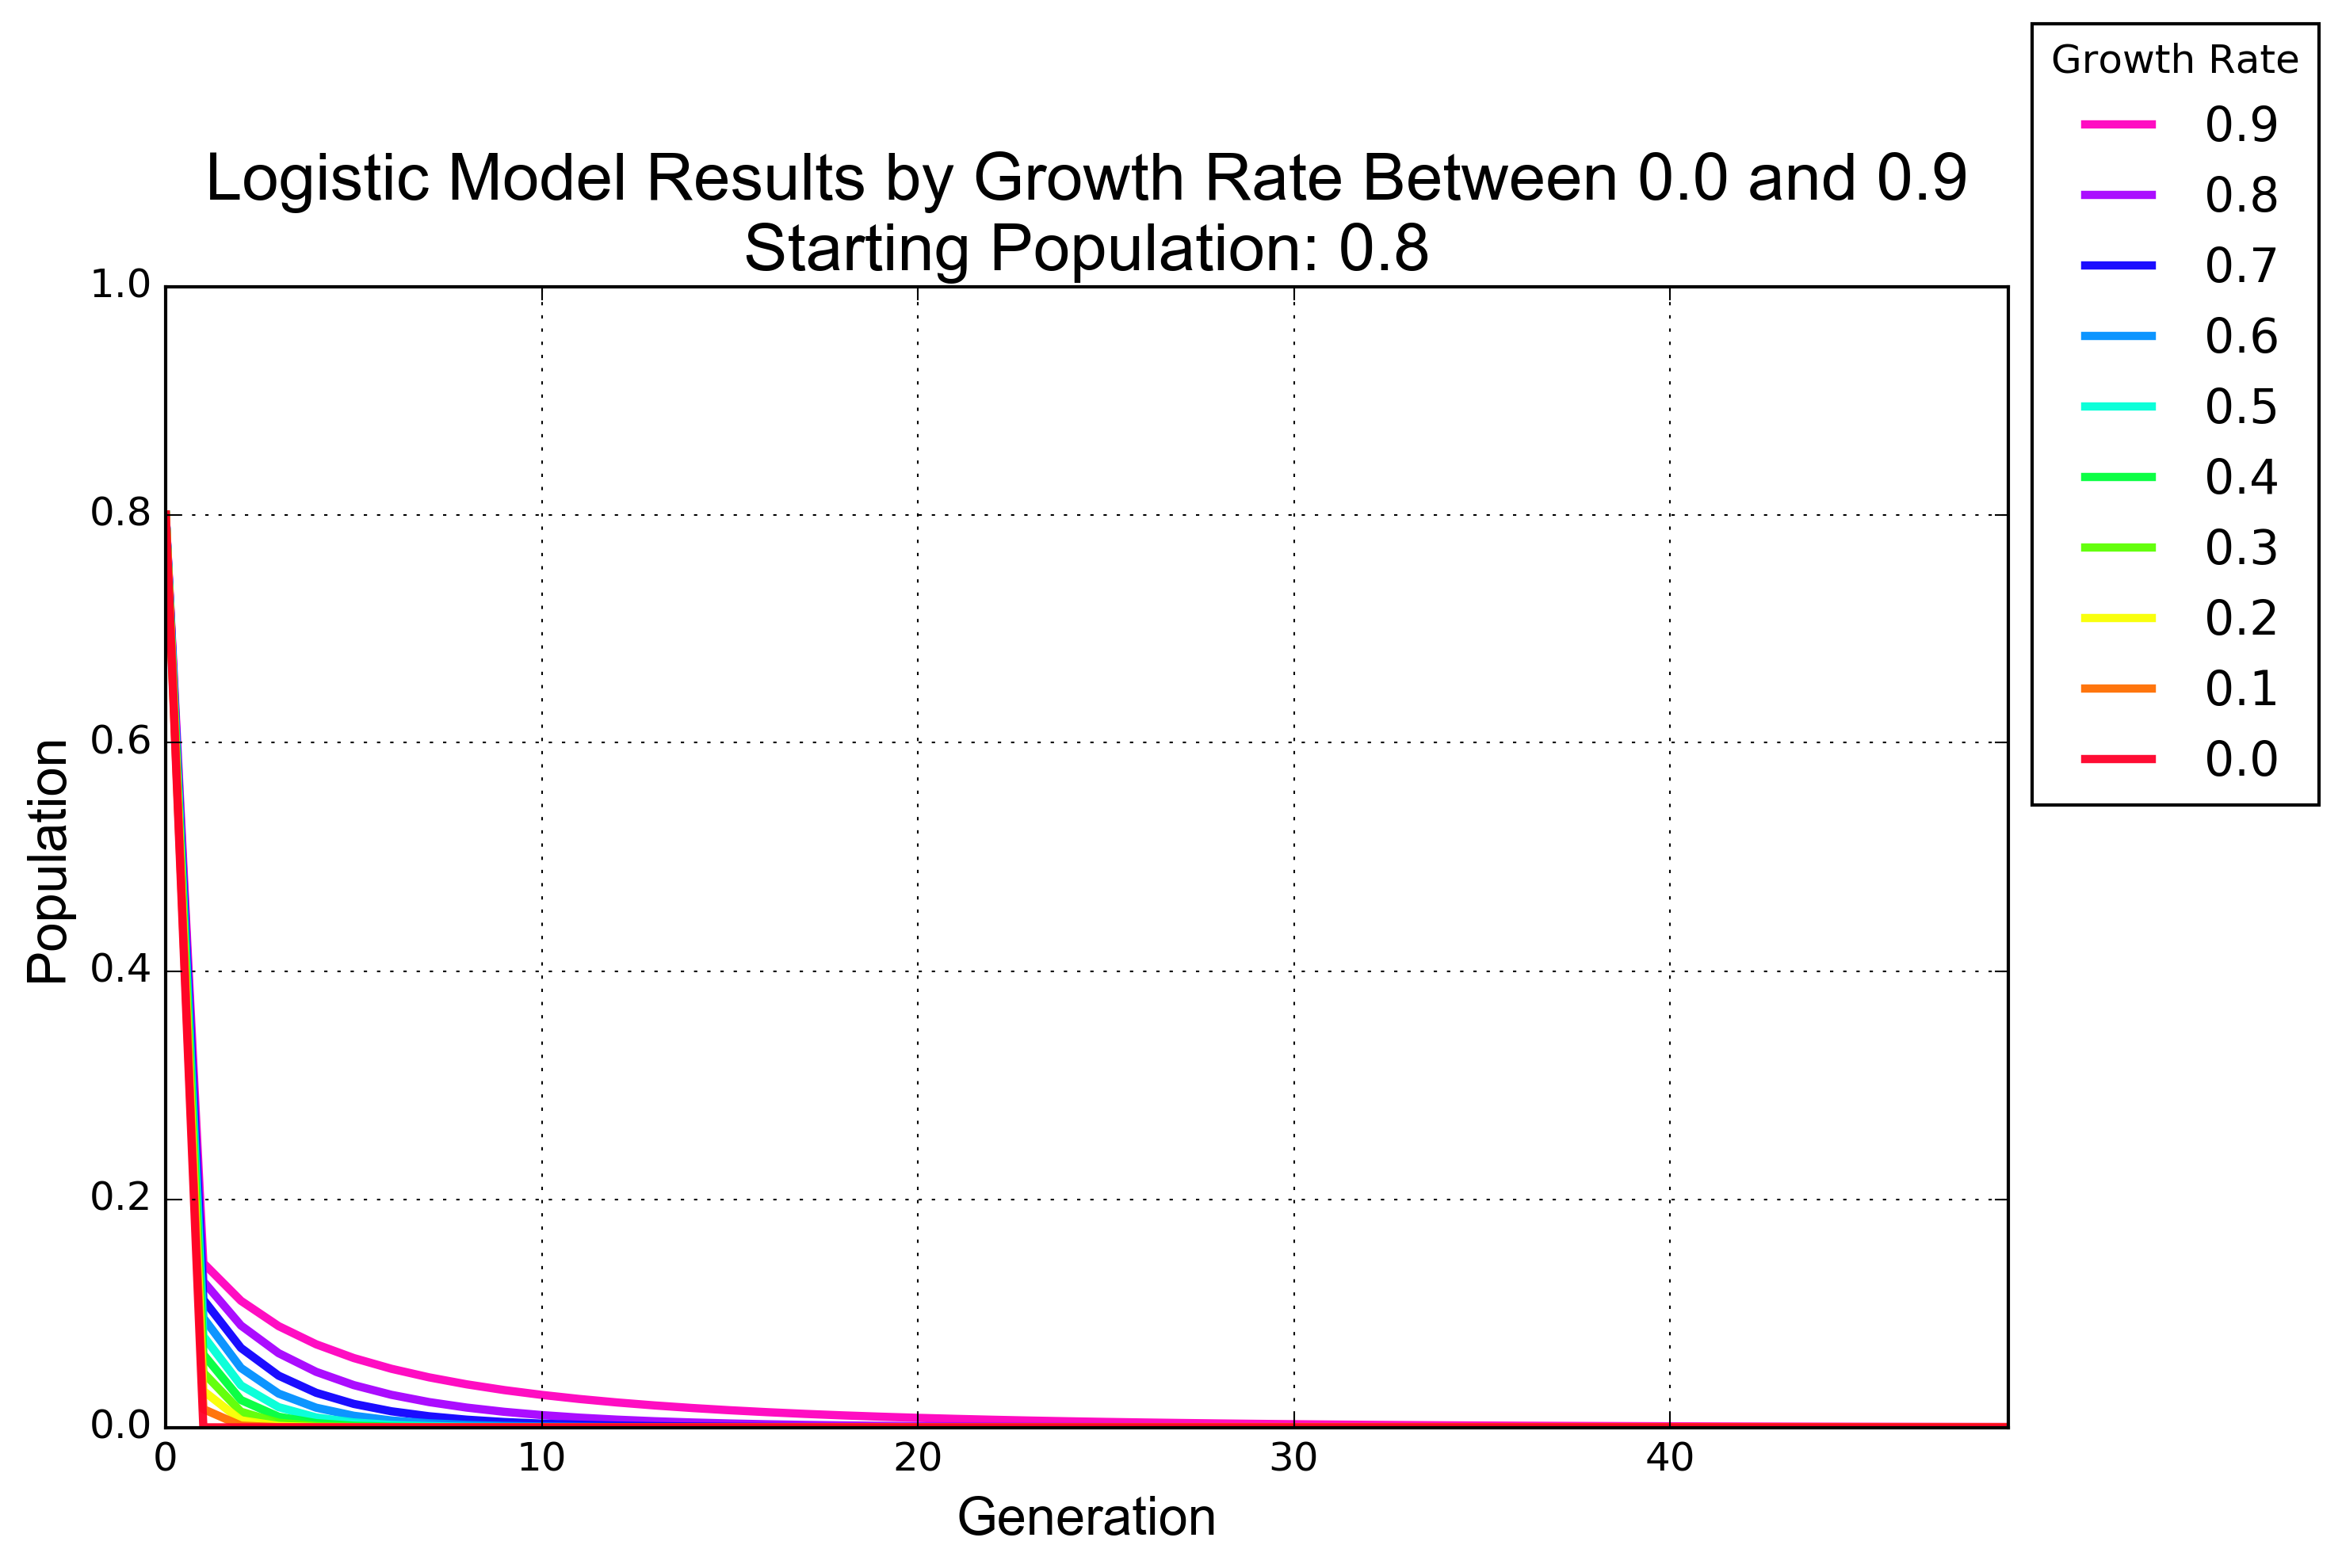 Logistic Model Results by Growth Rate Between 0.0 and 0.9
Starting Population: 0.8
Growth Rate
0.9
0.8
0.7
0.6
0.5
0.4
0.3
0.2
0.1
0.0
Population
1.0
0.8
0.6
0.4
0.2
0.0
0 10 20 30 40
Generation